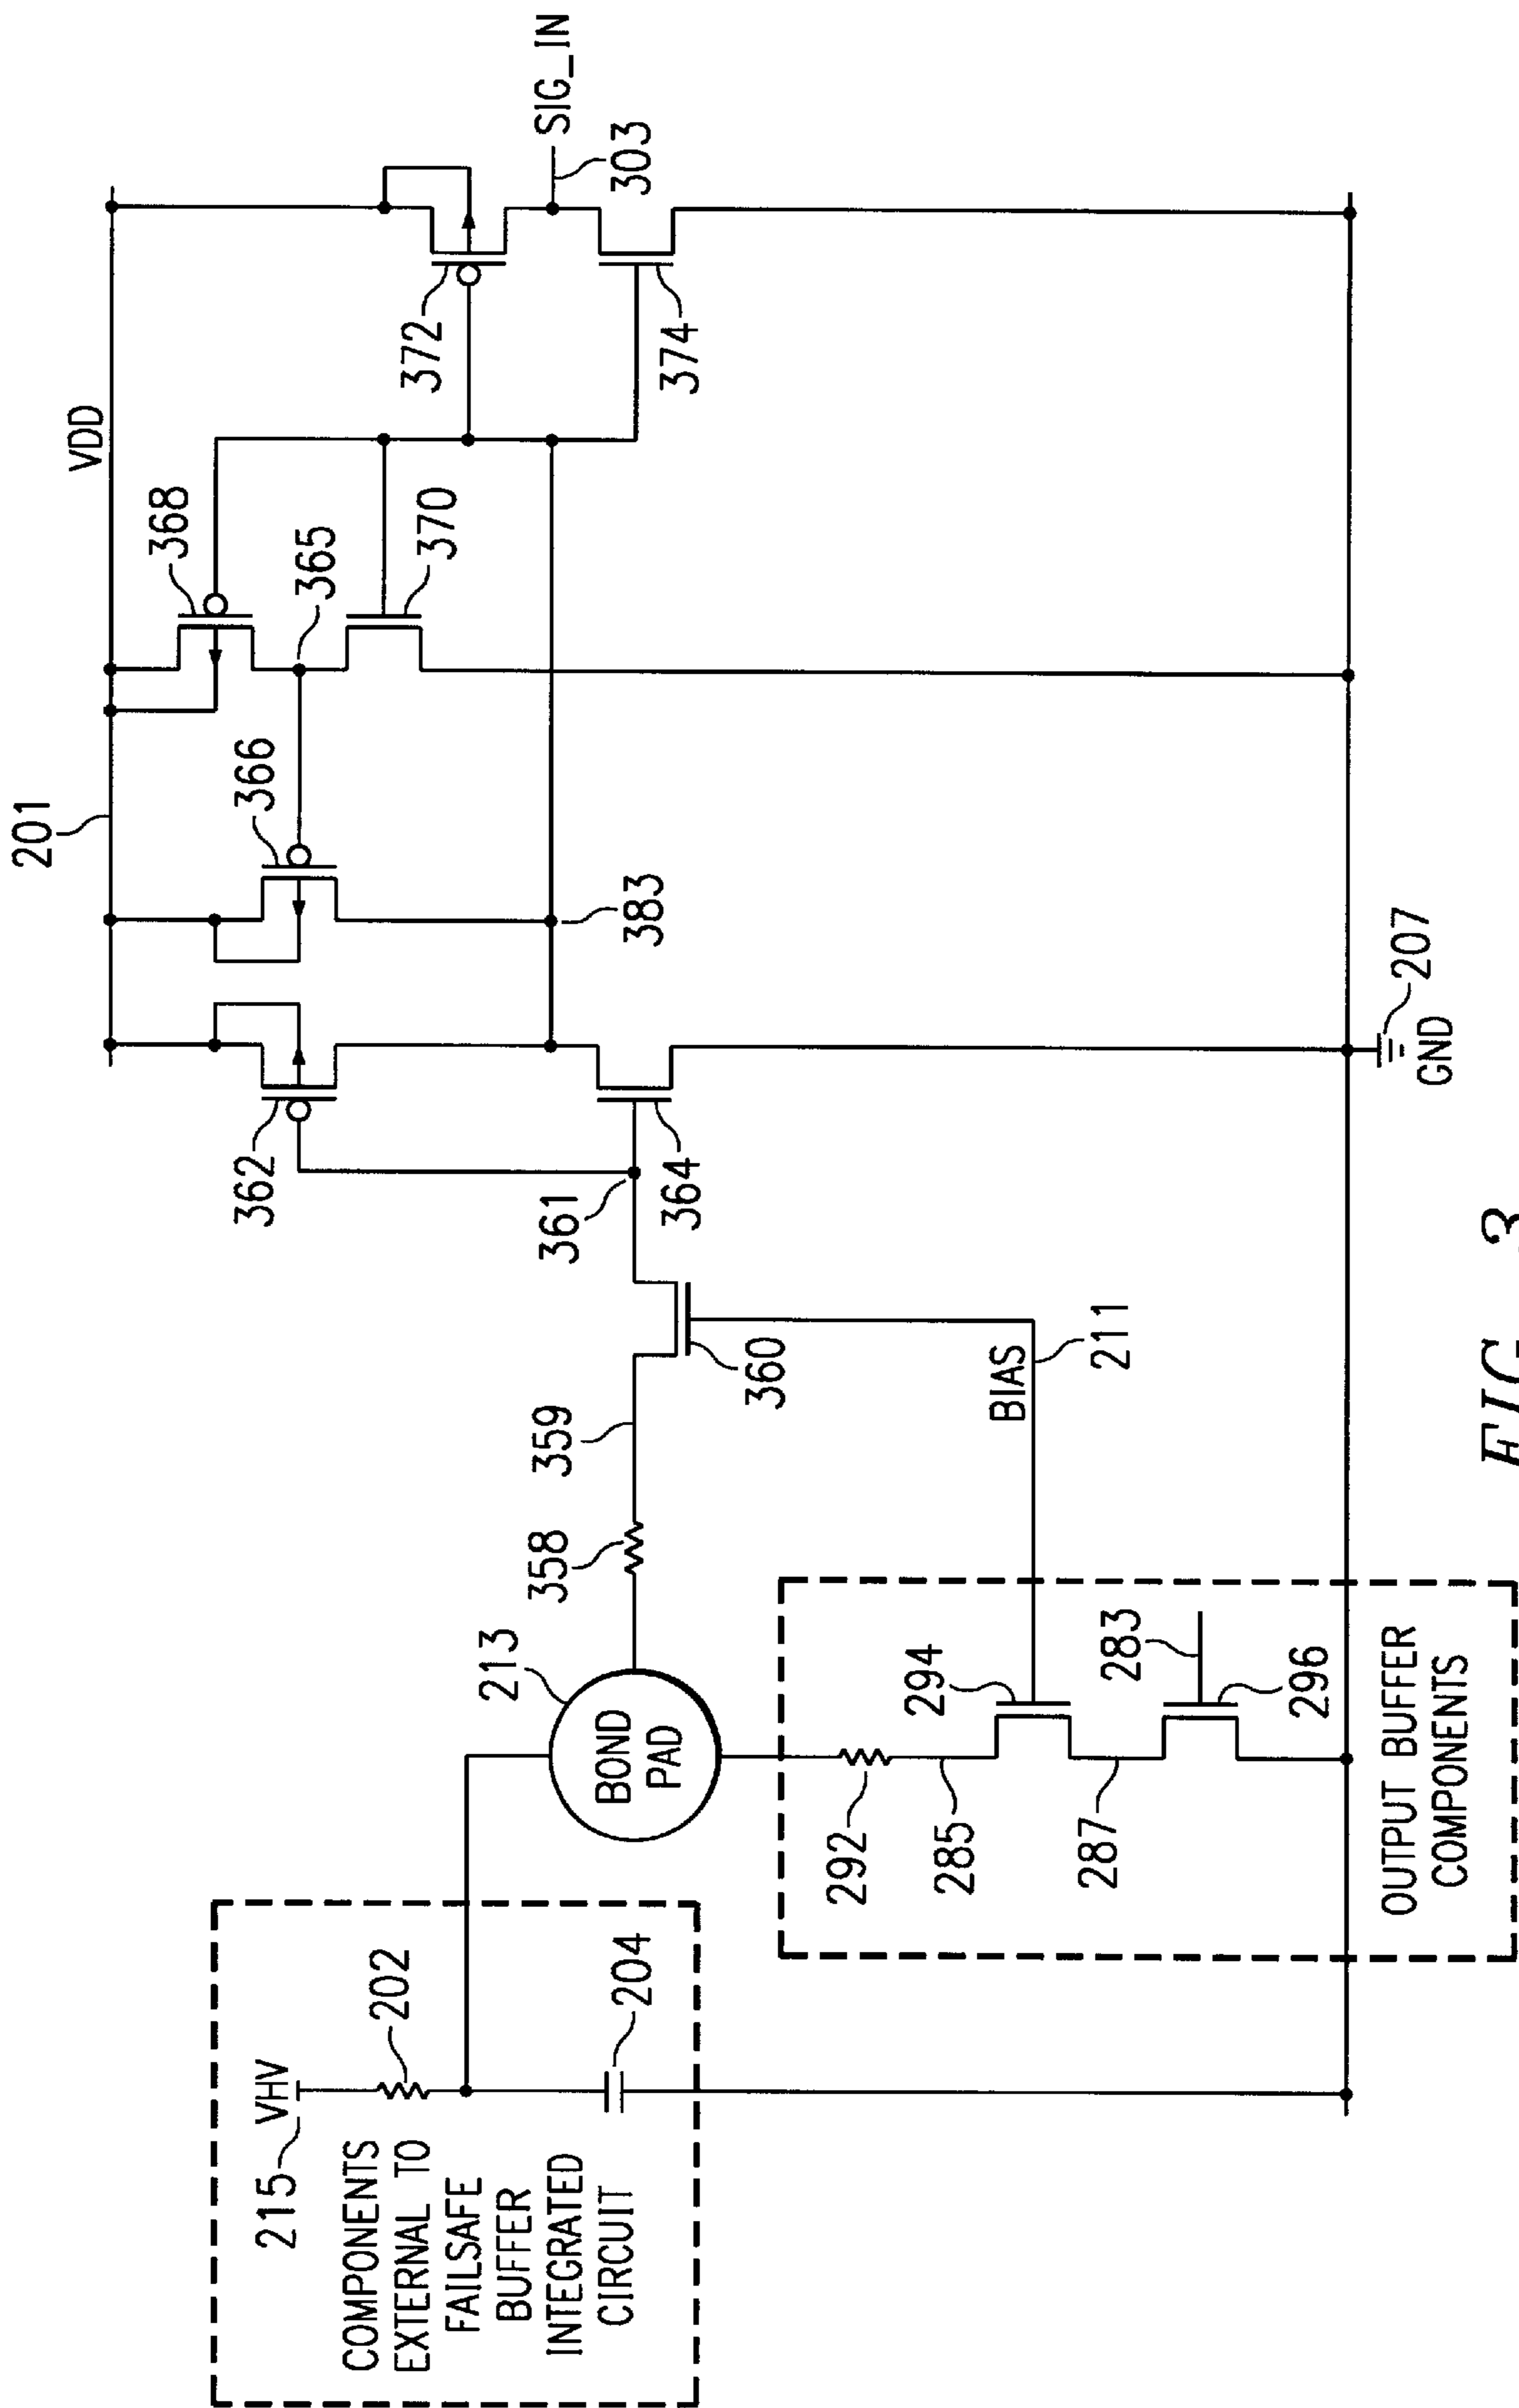 215
VHV
202
204
COMPONENTS
EXTERNAL TO
FAILSAFE
BUFFER
INTEGRATED
CIRCUIT
213
BOND
PAD
292
285
287
294
283
296
OUTPUT BUFFER
COMPONENTS
358
359
360
BIAS
211
361
362
364
201
366
383
207
GND
VDD
368
365
370
372
374
303
SIG_IN
FIG. 3